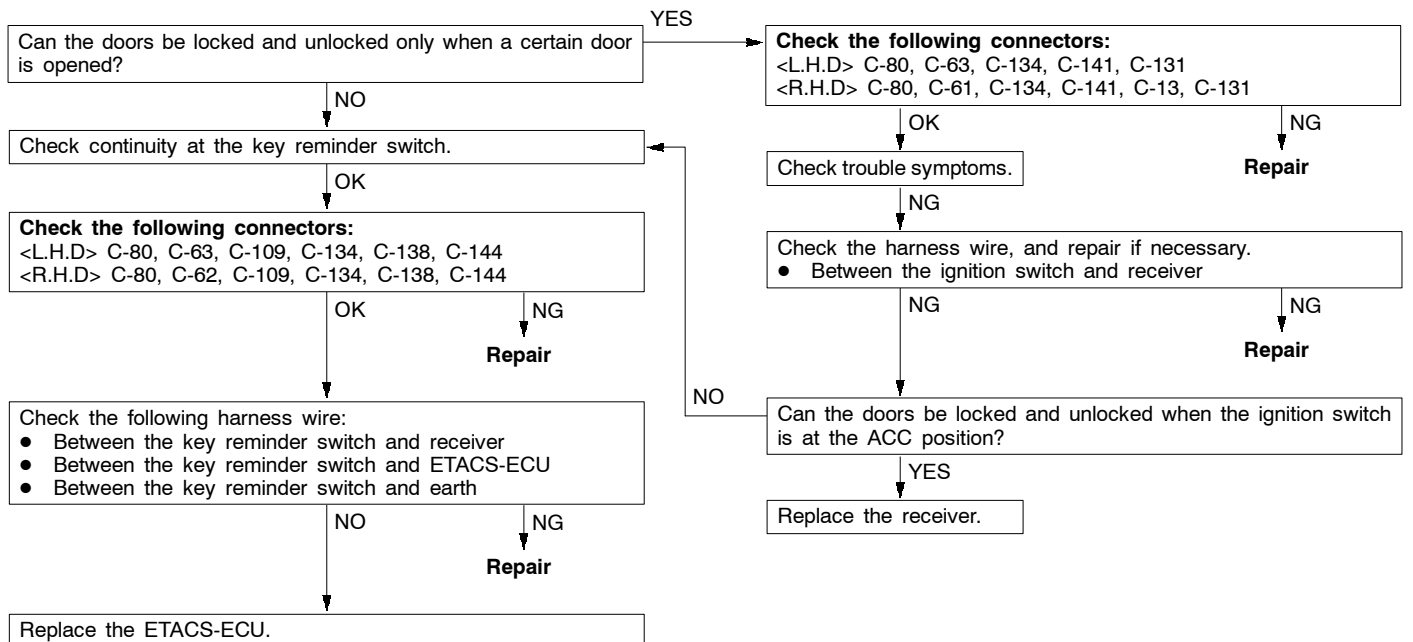 Can the doors be locked and unlocked only when a certain door
is opened?
YES
NO
Check continuity at the key reminder switch.
OK
Check the following connectors:
<L.H.D> C-80, C-63, C-109, C-134, C-138, C-144
<R.H.D> C-80, C-62, C-109, C-134, C-138, C-144
OK
NG
Repair
Check the following harness wire:
● Between the key reminder switch and receiver
● Between the key reminder switch and ETACS-ECU
● Between the key reminder switch and earth
NO
NG
Repair
Replace the ETACS-ECU.
Check the following connectors:
<L.H.D> C-80, C-63, C-134, C-141, C-131
<R.H.D> C-80, C-61, C-134, C-141, C-13, C-131
OK
NG
Repair
Check trouble symptoms.
NG
Check the harness wire, and repair if necessary.
● Between the ignition switch and receiver
NG
NG
Repair
NO
Can the doors be locked and unlocked when the ignition switch
is at the ACC position?
YES
Replace the receiver.